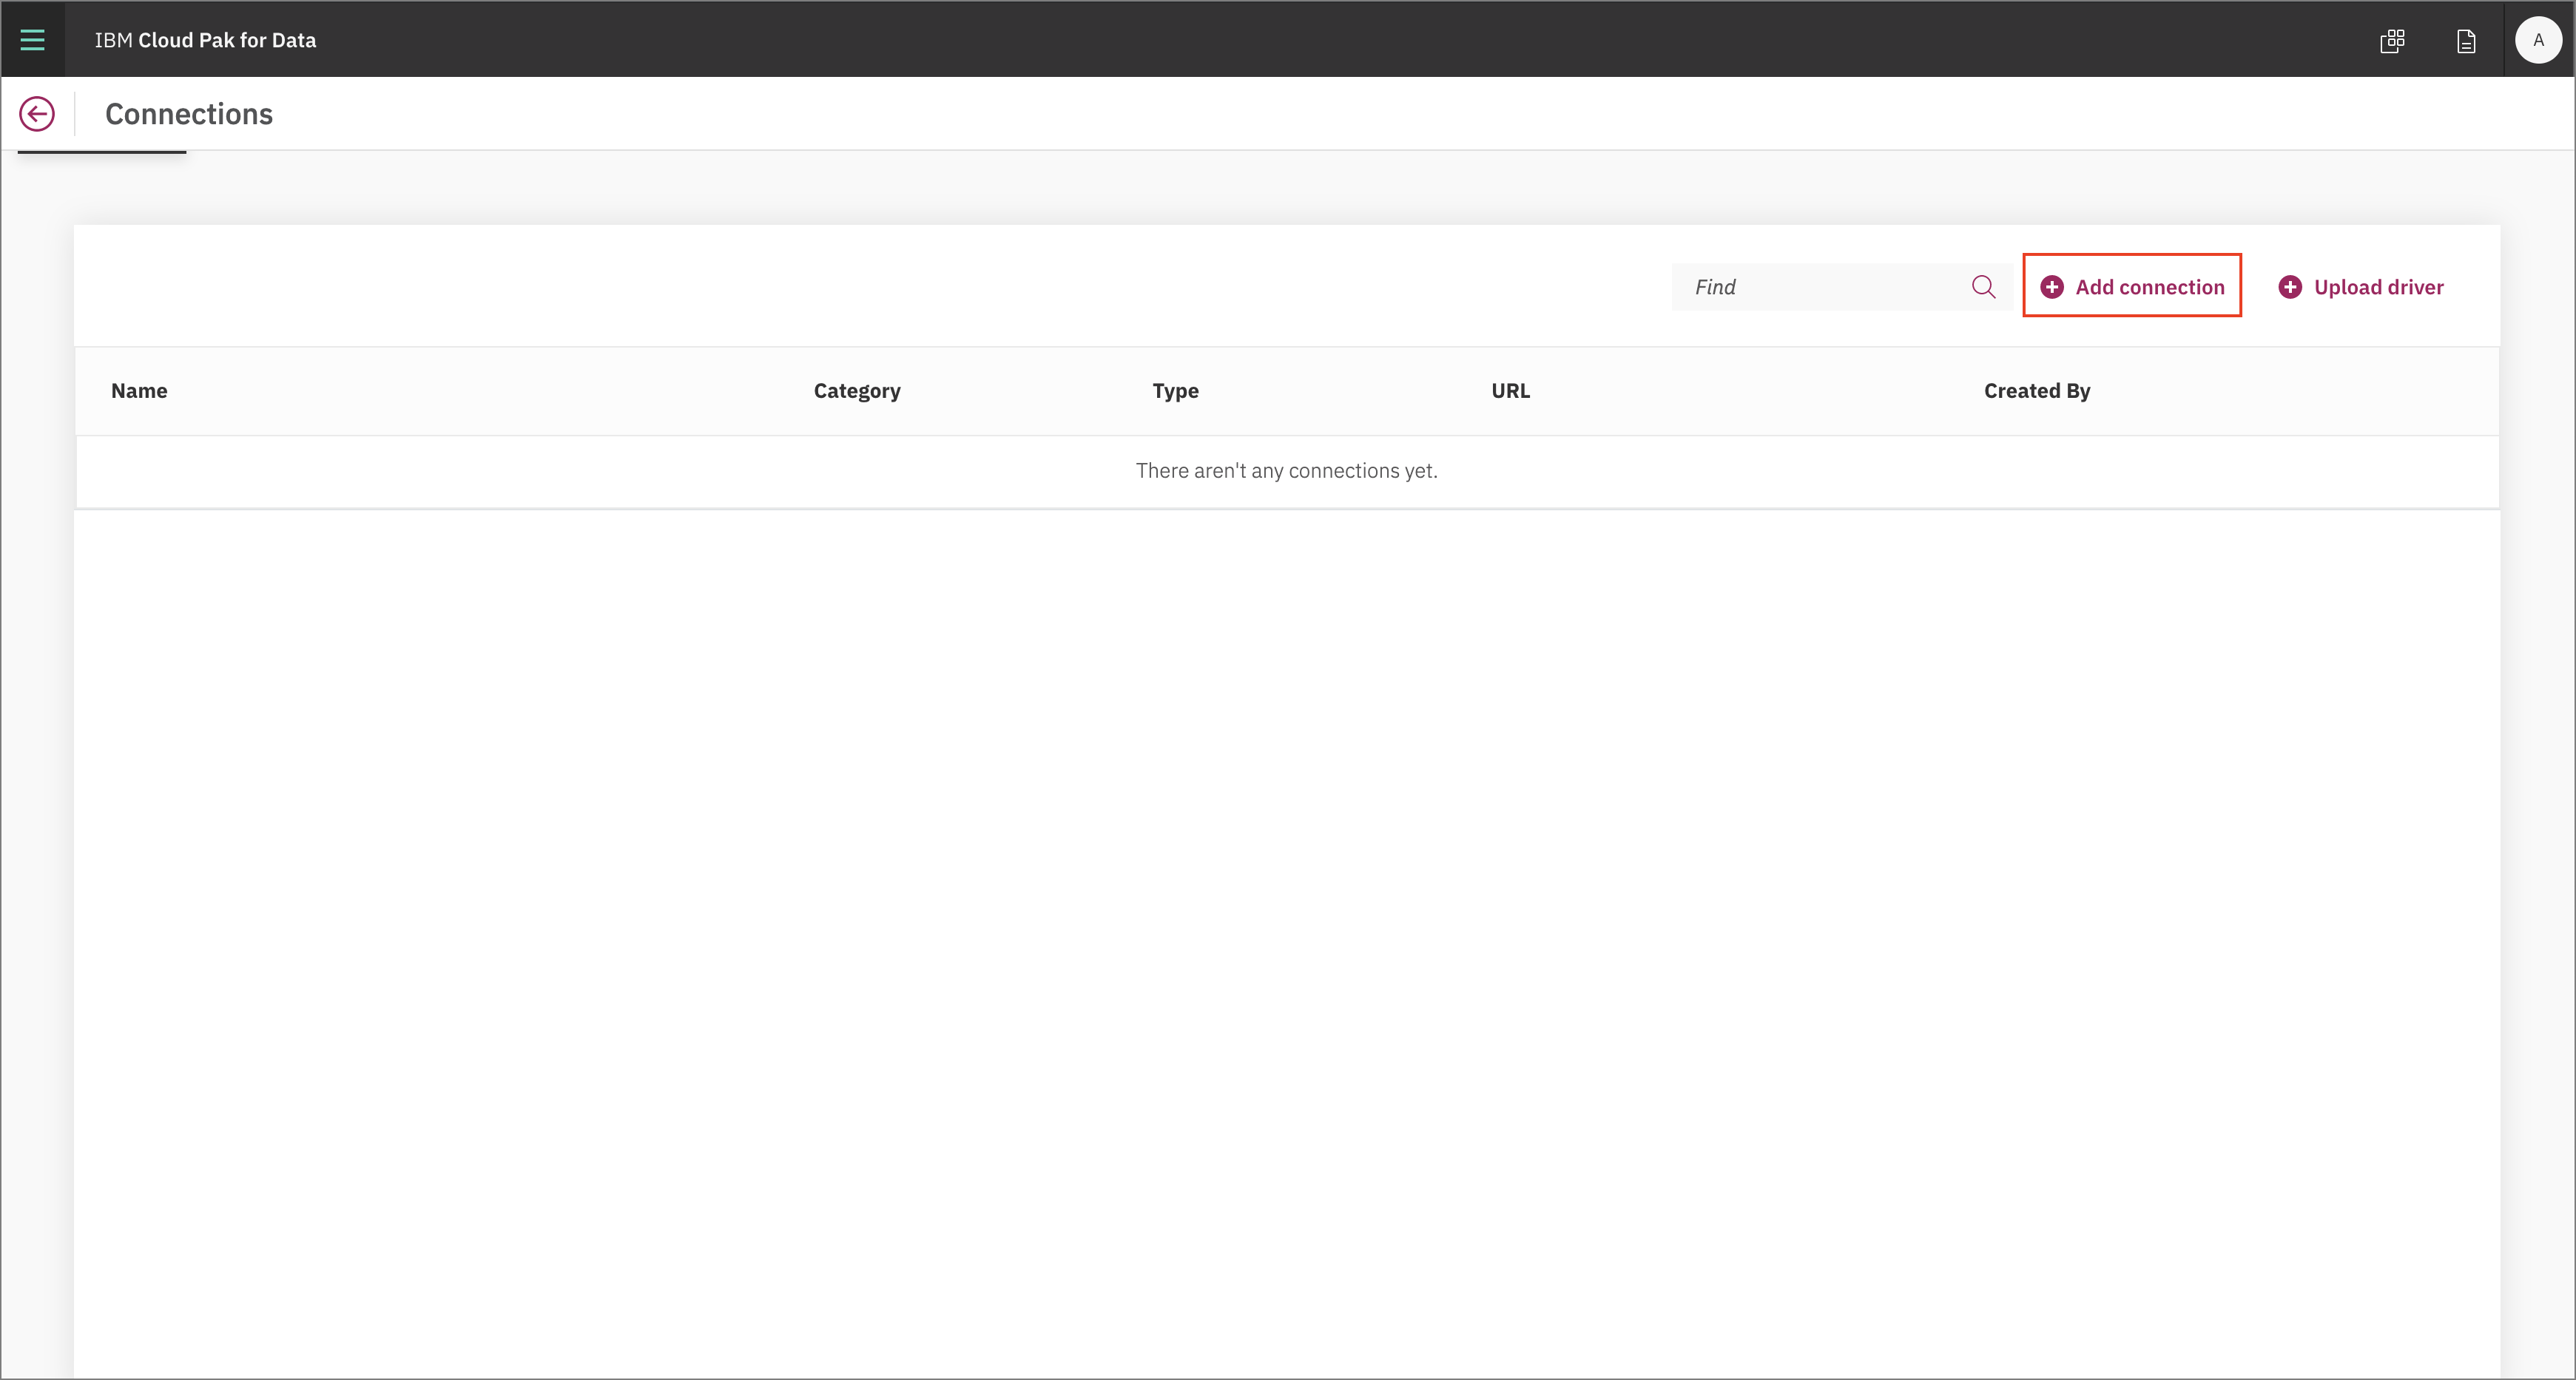 IBM Cloud Pak for Data
A
Connections
Find
Add connection
Upload driver
Name Category Type URL Created By
There aren't any connections yet.